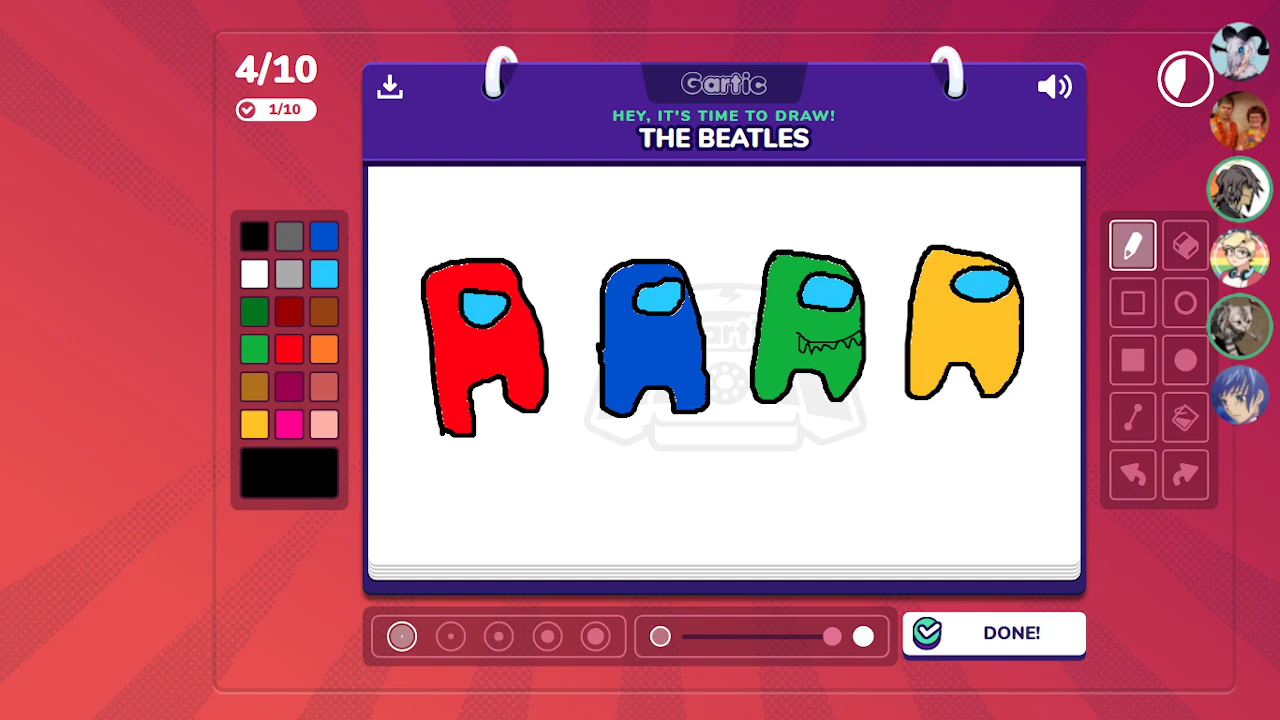 4/10
1/10
Gartic
HEY, IT'S TIME TO DRAW!
THE BEATLES
DONE!